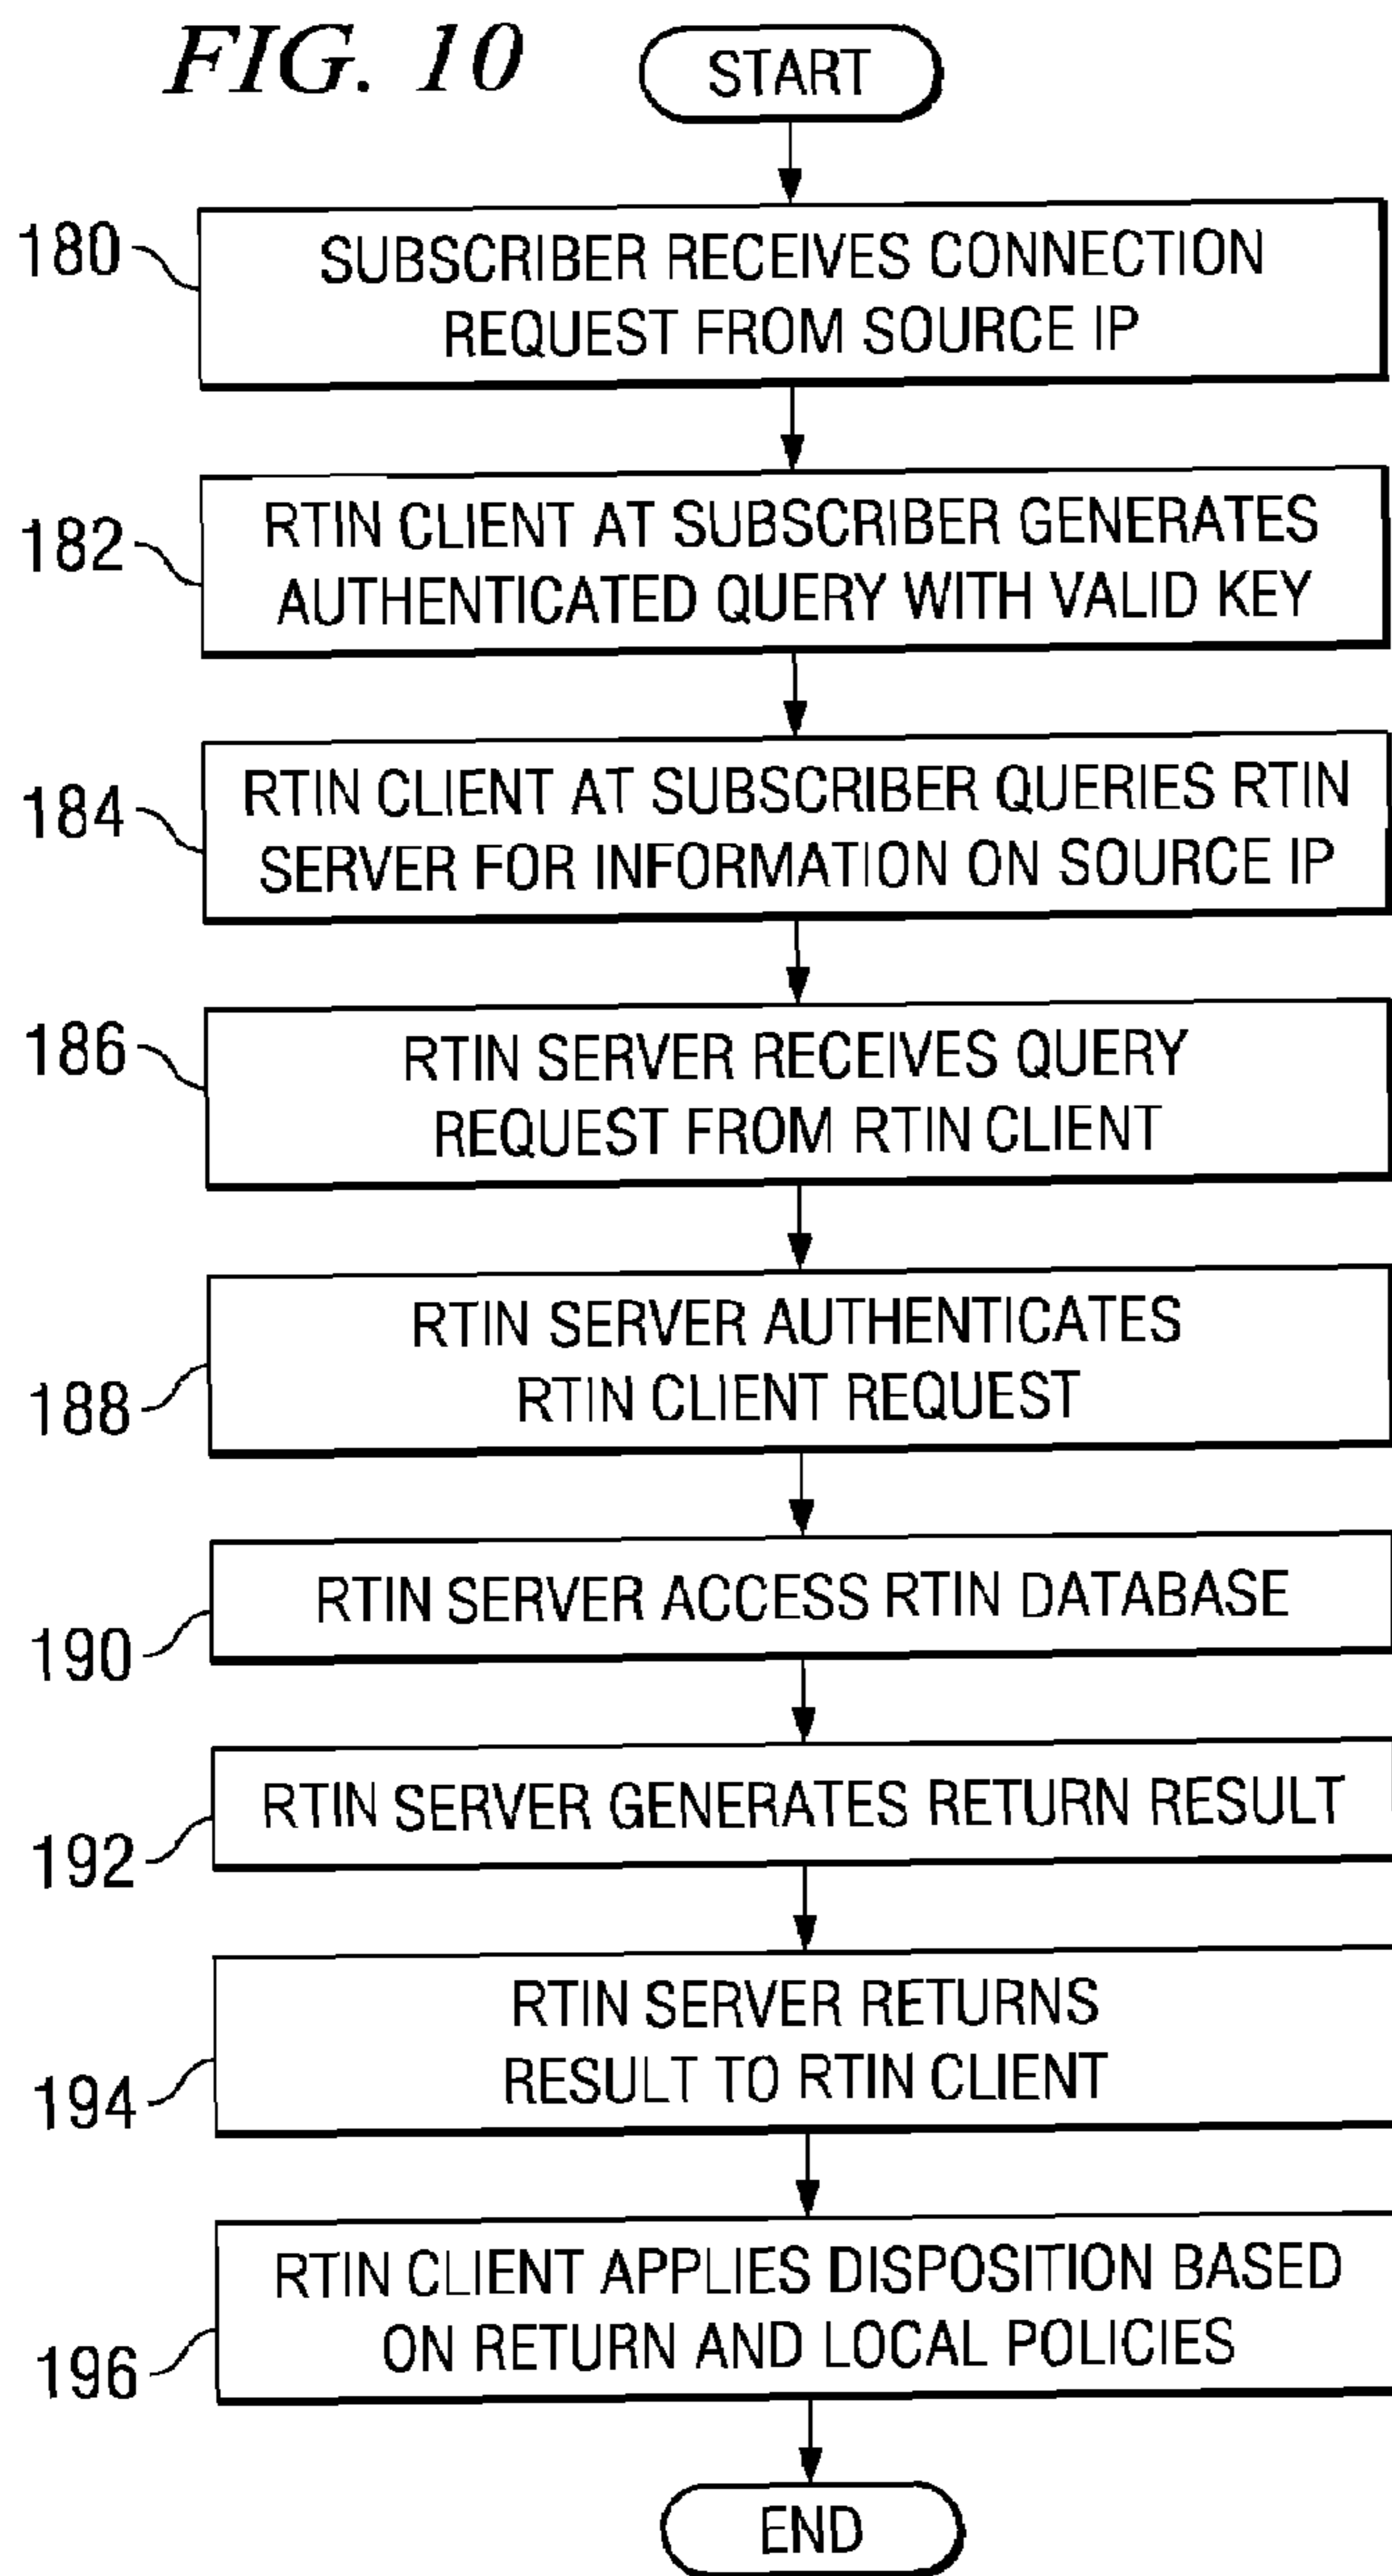 FIG. 10
START
180
SUBSCRIBER RECEIVES CONNECTION
REQUEST FROM SOURCE IP
182
RTIN CLIENT AT SUBSCRIBER GENERATES
AUTHENTICATED QUERY WITH VALID KEY
184
RTIN CLIENT AT SUBSCRIBER QUERIES RTIN
SERVER FOR INFORMATION ON SOURCE IP
186
RTIN SERVER RECEIVES QUERY
REQUEST FROM RTIN CLIENT
188
RTIN SERVER AUTHENTICATES
RTIN CLIENT REQUEST
190
RTIN SERVER ACCESS RTIN DATABASE
192
RTIN SERVER GENERATES RETURN RESULT
194
RTIN SERVER RETURNS
RESULT TO RTIN CLIENT
196
RTIN CLIENT APPLIES DISPOSITION BASED
ON RETURN AND LOCAL POLICIES
END